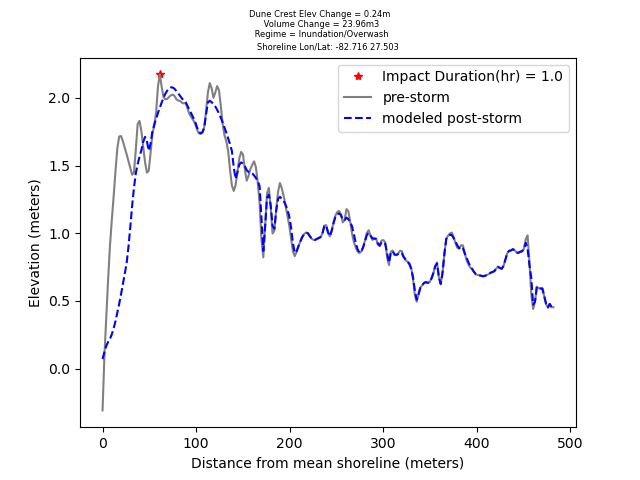 Dune Crest Elev Change = 0.24m
Volume Change = 23.96m3
Regime = Inundation/Overwash
Shoreline Lon/Lat: -82.716 27.503
Impact Duration(hr) = 1.0
pre-storm
modeled post-storm
2.0
1.5
1.0
0.5
0.0
Elevation (meters)
0
100
200
300
400
500
Distance from mean shoreline (meters)